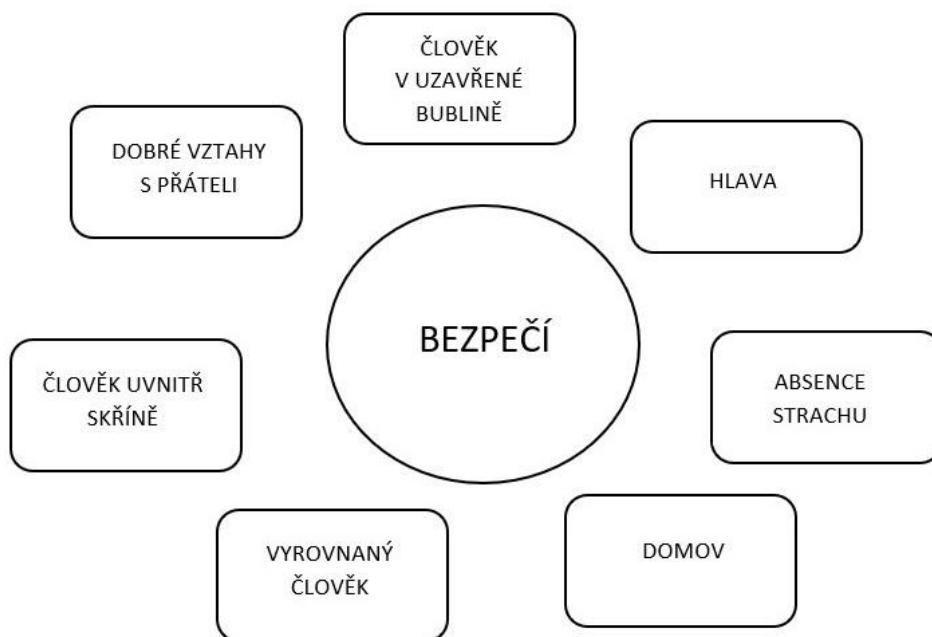 ČLOVĚK
V UZAVŘENÉ
BUBLINĚ
DOBRÉ VZTAHY
S PŘÁTELI
HLAVA
BEZPEČÍ
ČLOVĚK UVNITŘ
SKŘÍNĚ
ABSENCE
STRACHU
VYROVNANÝ
ČLOVĚK
DOMOV